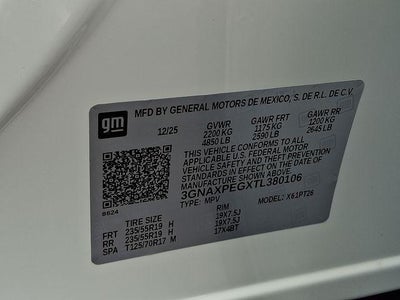 gm
MFD BY GENERAL MOTORS DE MEXICO, S. DE R.L. DE C.V.
12/25 GVWR GAWR FRT GAWR RR
2200 KG 1175 KG 1200 KG
4850 LB 2590 LB 2645 LB
THIS VEHICLE CONFORMS TO ALL
APPLICABLE U.S. FEDERAL MOTOR
VEHICLE SAFETY
STANDARDS IN EFFECT ON THE
DATE OF MANUFACTURE SHOWN ABOVE.
3GNAXPEGXTL380106
TYPE: MPV MODEL: X61PT26
8624
TIRE SIZE RIM
FRT 235/55R19 H 19X7.5J
RR 235/55R19 H 19X7.5J
SPA T125/70R17 M 17X4BT